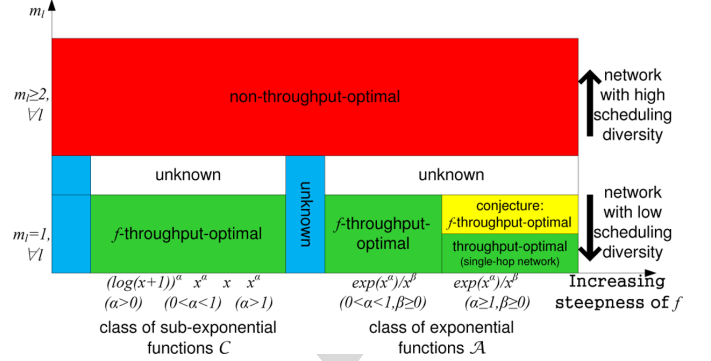 m_l
m_l≥2,
∀l
non-throughput-optimal
network
with high
scheduling
diversity
unknown
unknown
unknown
m_l=1,
∀l
f-throughput-optimal
f-throughput-
optimal
conjecture:
f-throughput-optimal
throughput-optimal
(single-hop network)
network
with low
scheduling
diversity
(log(x+1))^α x^α x x^α
(α>0) (0<α<1) (α>1)
exp(x^α)/x^β
(0<α<1,β≥0)
exp(x^α)/x^β
(α≥1,β≥0)
Increasing
steepness of f
class of sub-exponential
functions C
class of exponential
functions 𝒜